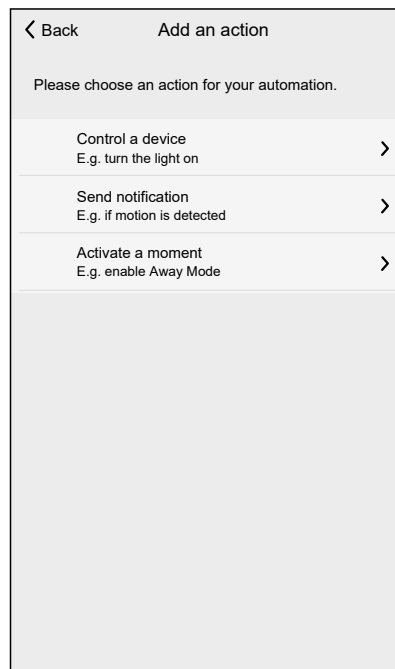 Back Add an action
Please choose an action for your automation.
Control a device
E.g. turn the light on
Send notification
E.g. if motion is detected
Activate a moment
E.g. enable Away Mode